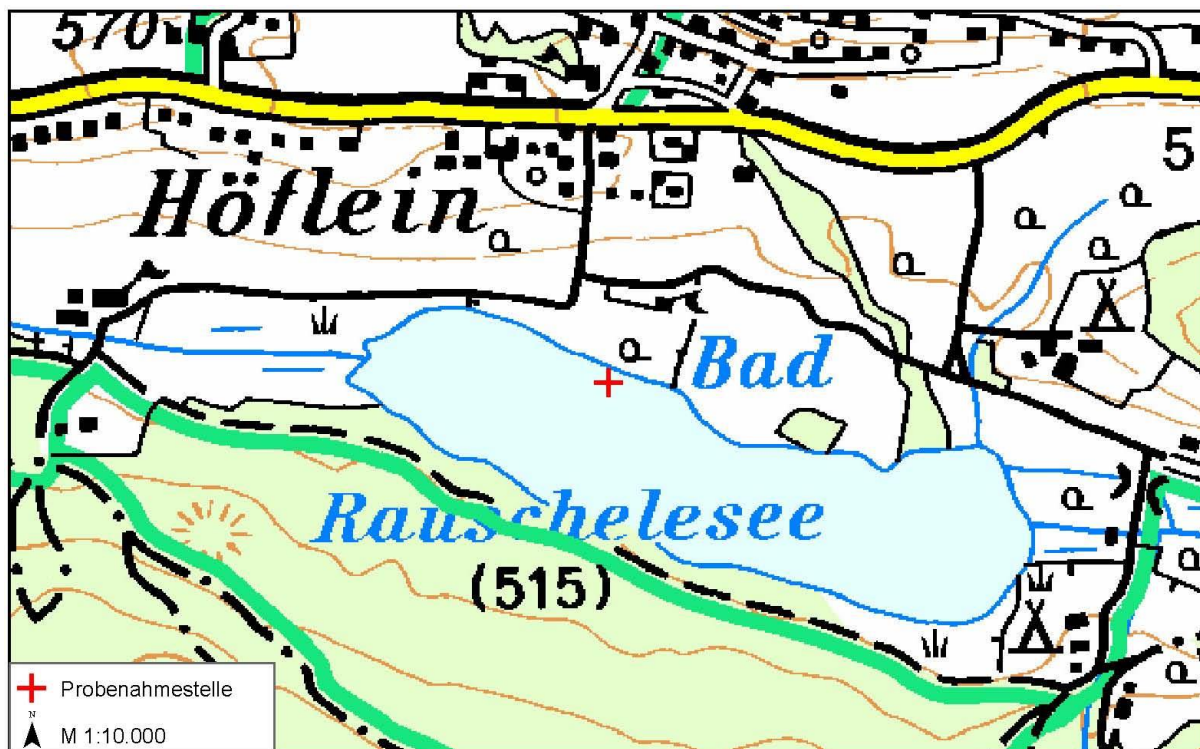 570
5
Höflein
Bad
Rauschelesee
(515)
Probenahmestelle
N
M 1:10.000